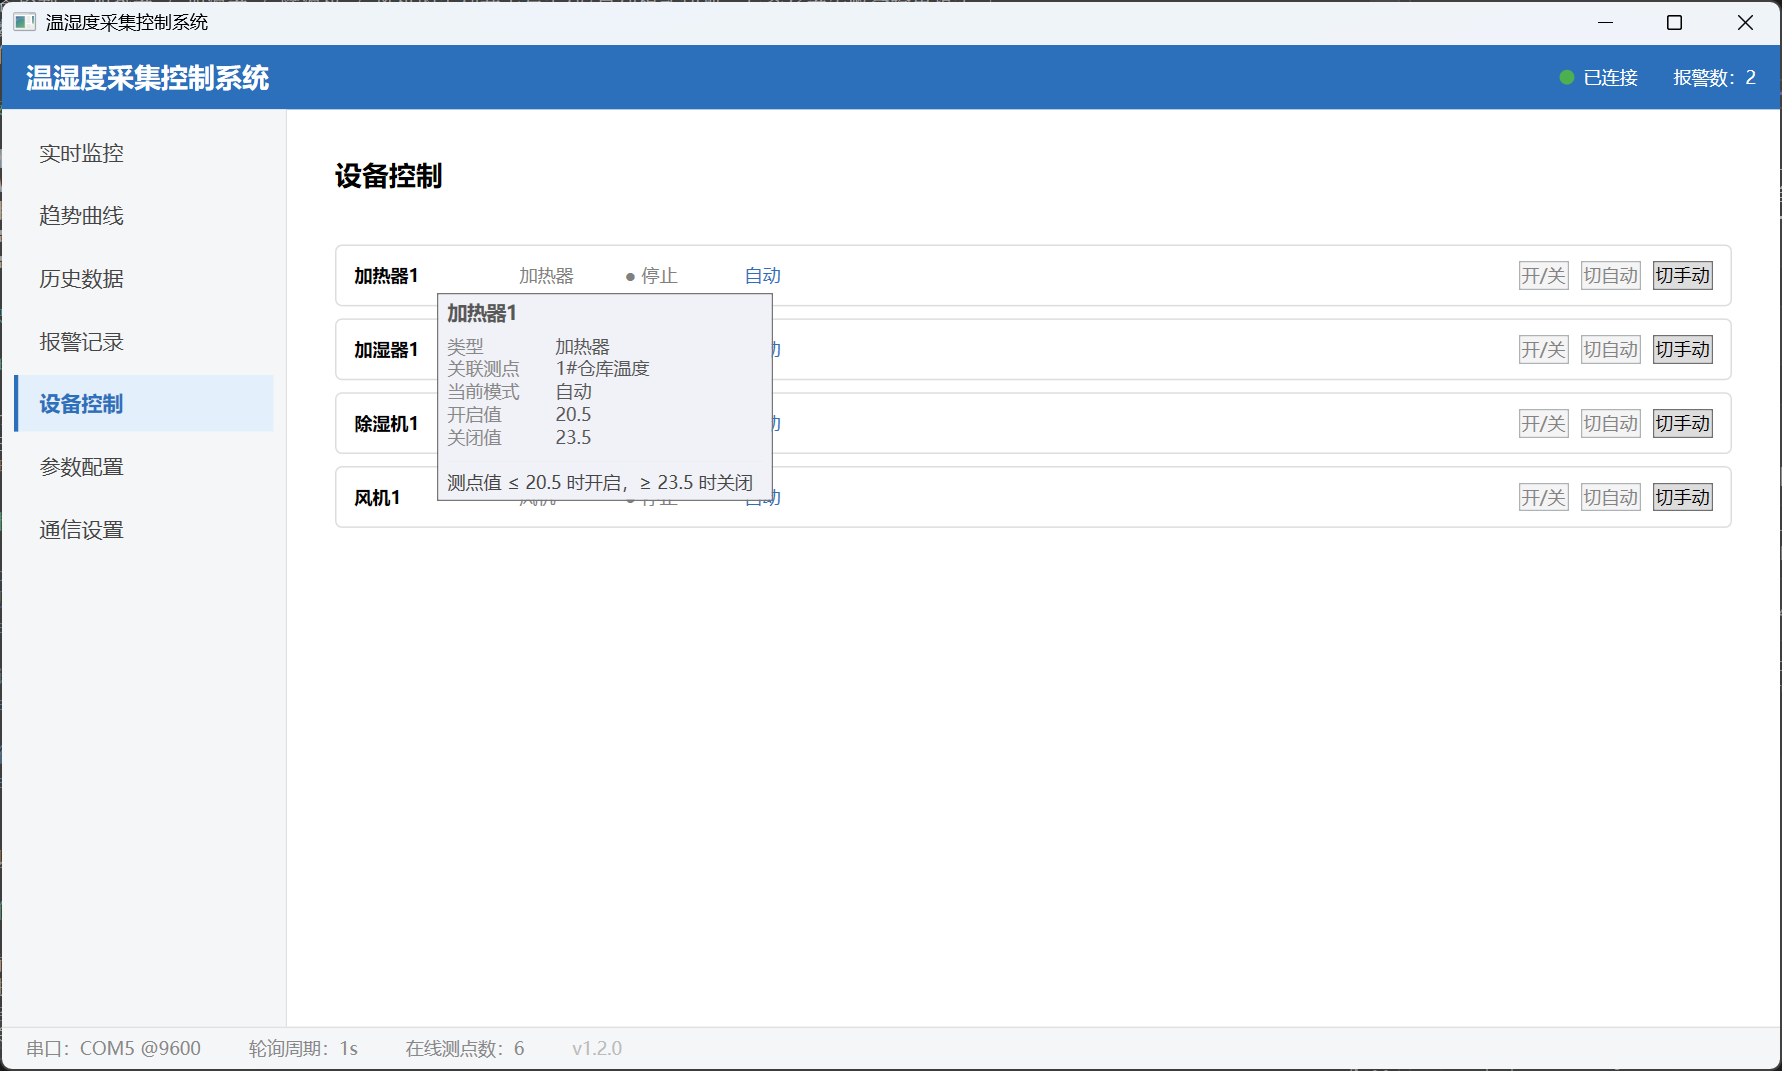 温湿度采集控制系统
温湿度采集控制系统
已连接 报警数：2
实时监控
趋势曲线
历史数据
报警记录
设备控制
参数配置
通信设置
设备控制
加热器1 加热器 ● 停止 自动 开/关 切自动 切手动
加热器1
类型 加热器
关联测点 1#仓库温度
当前模式 自动
开启值 20.5
关闭值 23.5
测点值 ≤ 20.5 时开启，≥ 23.5 时关闭
加湿器1 开/关 切自动 切手动
除湿机1 开/关 切自动 切手动
风机1 风机 ● 停止 自动 开/关 切自动 切手动
串口：COM5 @9600 轮询周期：1s 在线测点数：6 v1.2.0